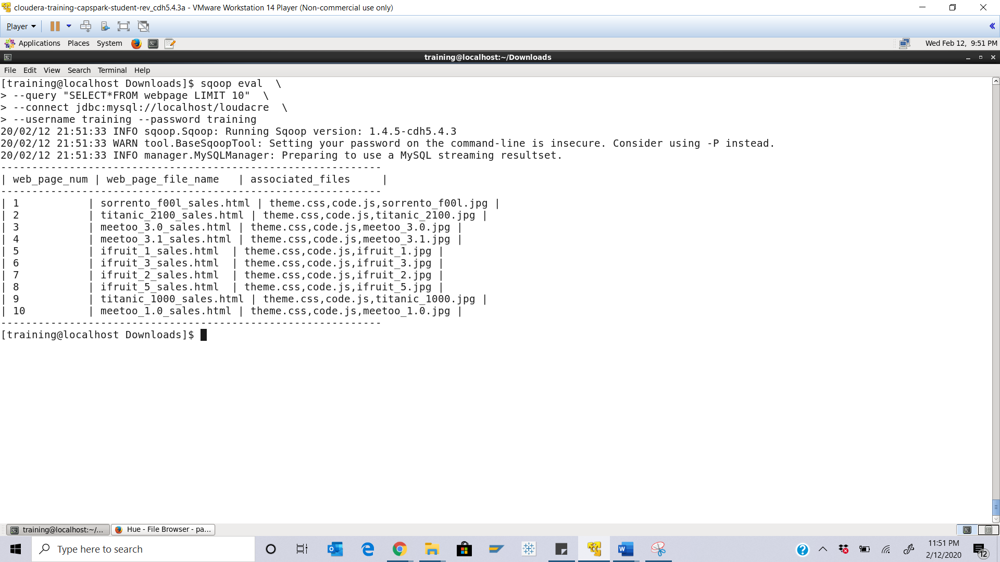 cloudera-training-capspark-student-rev_cdh5.4.3a - VMware Workstation 14 Player (Non-commercial use only)
Player
Applications Places System Wed Feb 12, 9:51 PM
training@localhost:~/Downloads
File Edit View Search Terminal Help
[training@localhost Downloads]$ sqoop eval  \
> --query "SELECT*FROM webpage LIMIT 10"  \
> --connect jdbc:mysql://localhost/loudacre  \
> --username training --password training
20/02/12 21:51:33 INFO sqoop.Sqoop: Running Sqoop version: 1.4.5-cdh5.4.3
20/02/12 21:51:33 WARN tool.BaseSqoopTool: Setting your password on the command-line is insecure. Consider using -P instead.
20/02/12 21:51:33 INFO manager.MySQLManager: Preparing to use a MySQL streaming resultset.
-------------------------------------------------------------
| web_page_num | web_page_file_name   | associated_files     |
-------------------------------------------------------------
| 1           | sorrento_f00l_sales.html | theme.css,code.js,sorrento_f00l.jpg |
| 2           | titanic_2100_sales.html | theme.css,code.js,titanic_2100.jpg |
| 3           | meetoo_3.0_sales.html | theme.css,code.js,meetoo_3.0.jpg |
| 4           | meetoo_3.1_sales.html | theme.css,code.js,meetoo_3.1.jpg |
| 5           | ifruit_1_sales.html  | theme.css,code.js,ifruit_1.jpg |
| 6           | ifruit_3_sales.html  | theme.css,code.js,ifruit_3.jpg |
| 7           | ifruit_2_sales.html  | theme.css,code.js,ifruit_2.jpg |
| 8           | ifruit_5_sales.html  | theme.css,code.js,ifruit_5.jpg |
| 9           | titanic_1000_sales.html | theme.css,code.js,titanic_1000.jpg |
| 10          | meetoo_1.0_sales.html | theme.css,code.js,meetoo_1.0.jpg |
-------------------------------------------------------------
[training@localhost Downloads]$
training@localhost:~/... Hue - File Browser - pa...
Type here to search
11:51 PM
2/12/2020
12